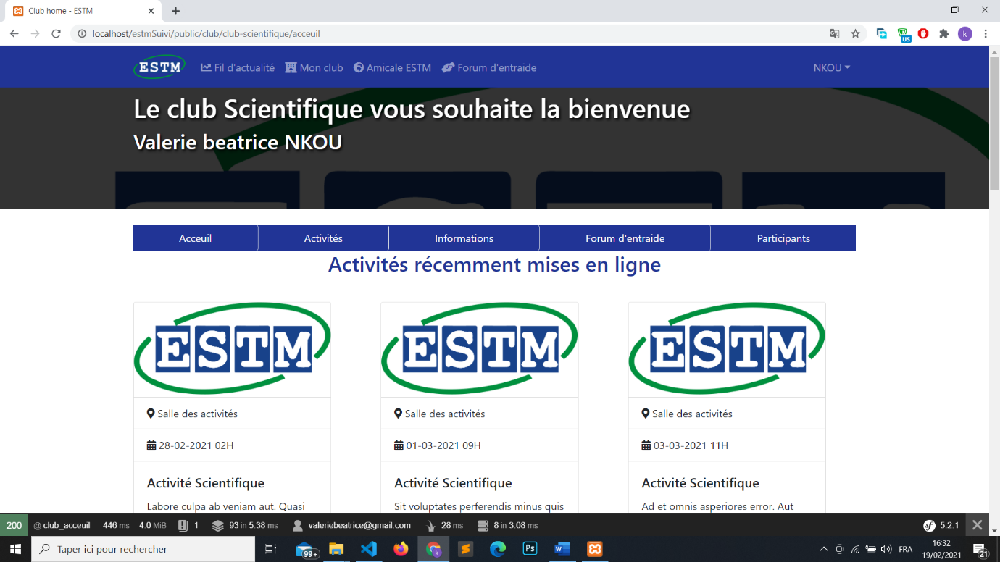 Club home - ESTM
localhost/estmSuivi/public/club/club-scientifique/acceuil
US
k
ESTM
Fil d'actualité Mon club Amicale ESTM Forum d'entraide NKOU
Le club Scientifique vous souhaite la bienvenue
Valerie beatrice NKOU
Acceuil Activités Informations Forum d'entraide Participants
Activités récemment mises en ligne
ESTM ESTM ESTM
Salle des activités Salle des activités Salle des activités
28-02-2021 02H 01-03-2021 09H 03-03-2021 11H
Activité Scientifique Activité Scientifique Activité Scientifique
Labore culpa ab veniam aut. Quasi Sit voluptates perferendis minus quis Ad et omnis asperiores error. Aut
200 @ club_acceuil 446 ms 4.0 MiB 1 93 in 5.38 ms valeriebeatrice@gmail.com 28 ms 8 in 3.08 ms sf 5.2.1
Taper ici pour rechercher 99+ k Ps W FRA 16:32
19/02/2021 21